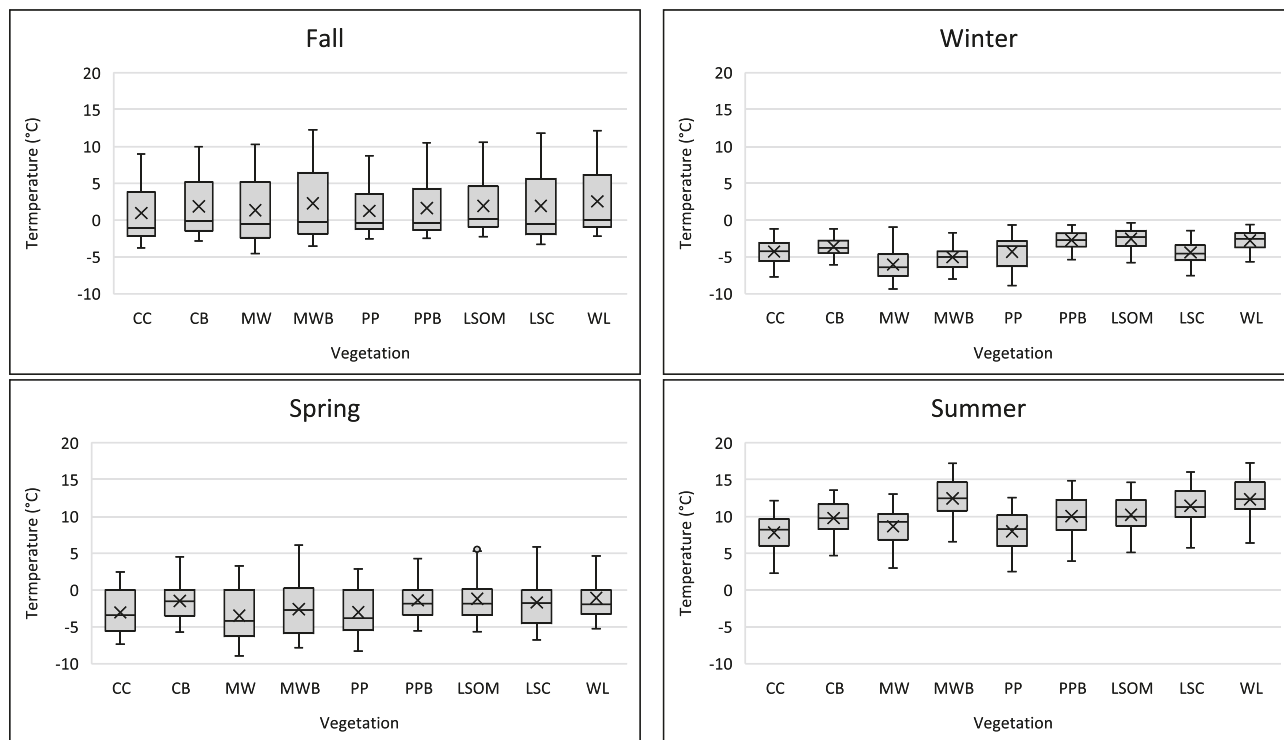 Fall
20
15
10
5
0
-5
-10
Termperature (°C)
CC CB MW MWB PP PPB LSOM LSC WL
Vegetation
Winter
20
15
10
5
0
-5
-10
Termperature (°C)
CC CB MW MWB PP PPB LSOM LSC WL
Vegetation
Spring
20
15
10
5
0
-5
-10
Termperature (°C)
CC CB MW MWB PP PPB LSOM LSC WL
Vegetation
Summer
20
15
10
5
0
-5
-10
Termperature (°C)
CC CB MW MWB PP PPB LSOM LSC WL
Vegetation